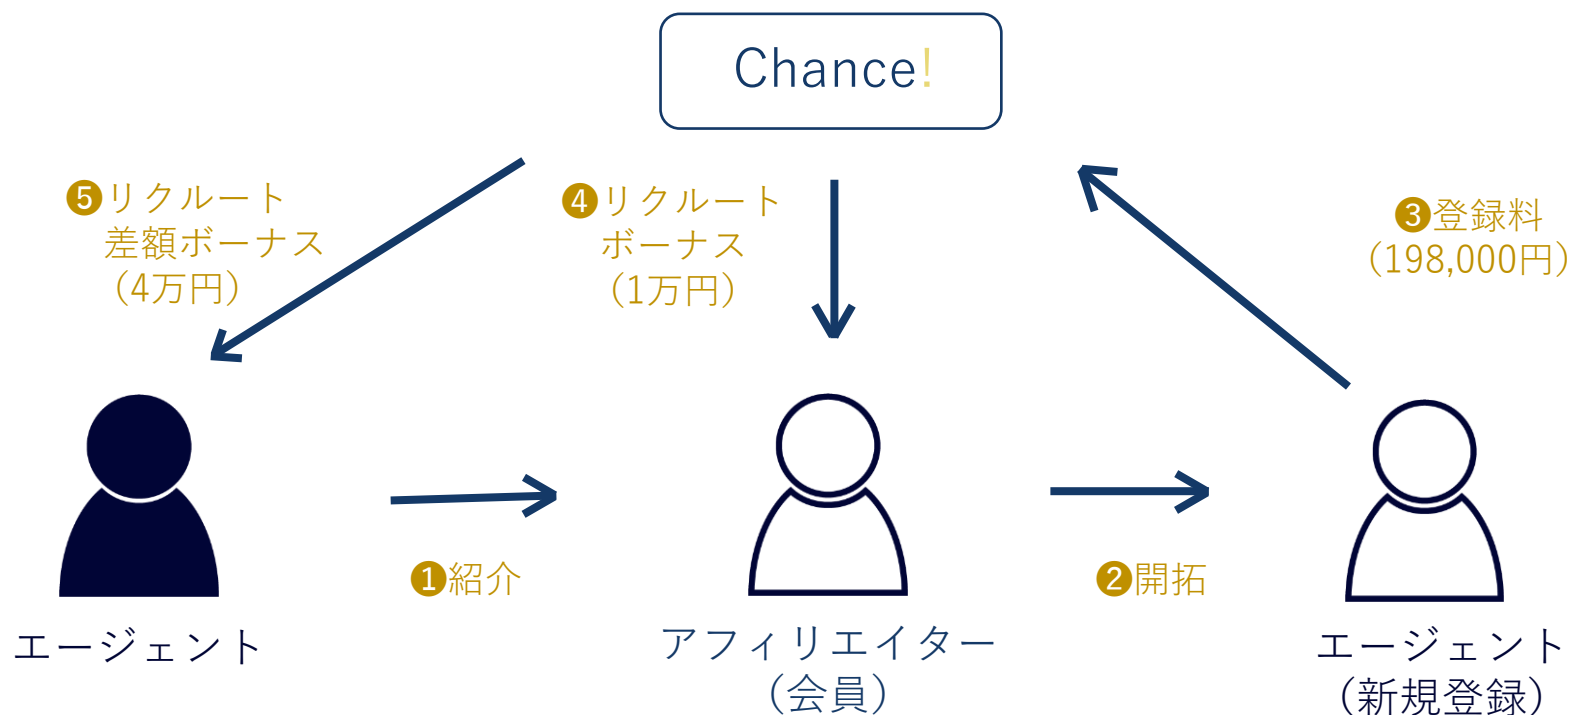 Chance!
❺リクルート
差額ボーナス
（4万円）
❹リクルート
ボーナス
（1万円）
❸登録料
（198,000円）
❶紹介
❷開拓
エージェント
アフィリエイター
（会員）
エージェント
（新規登録）